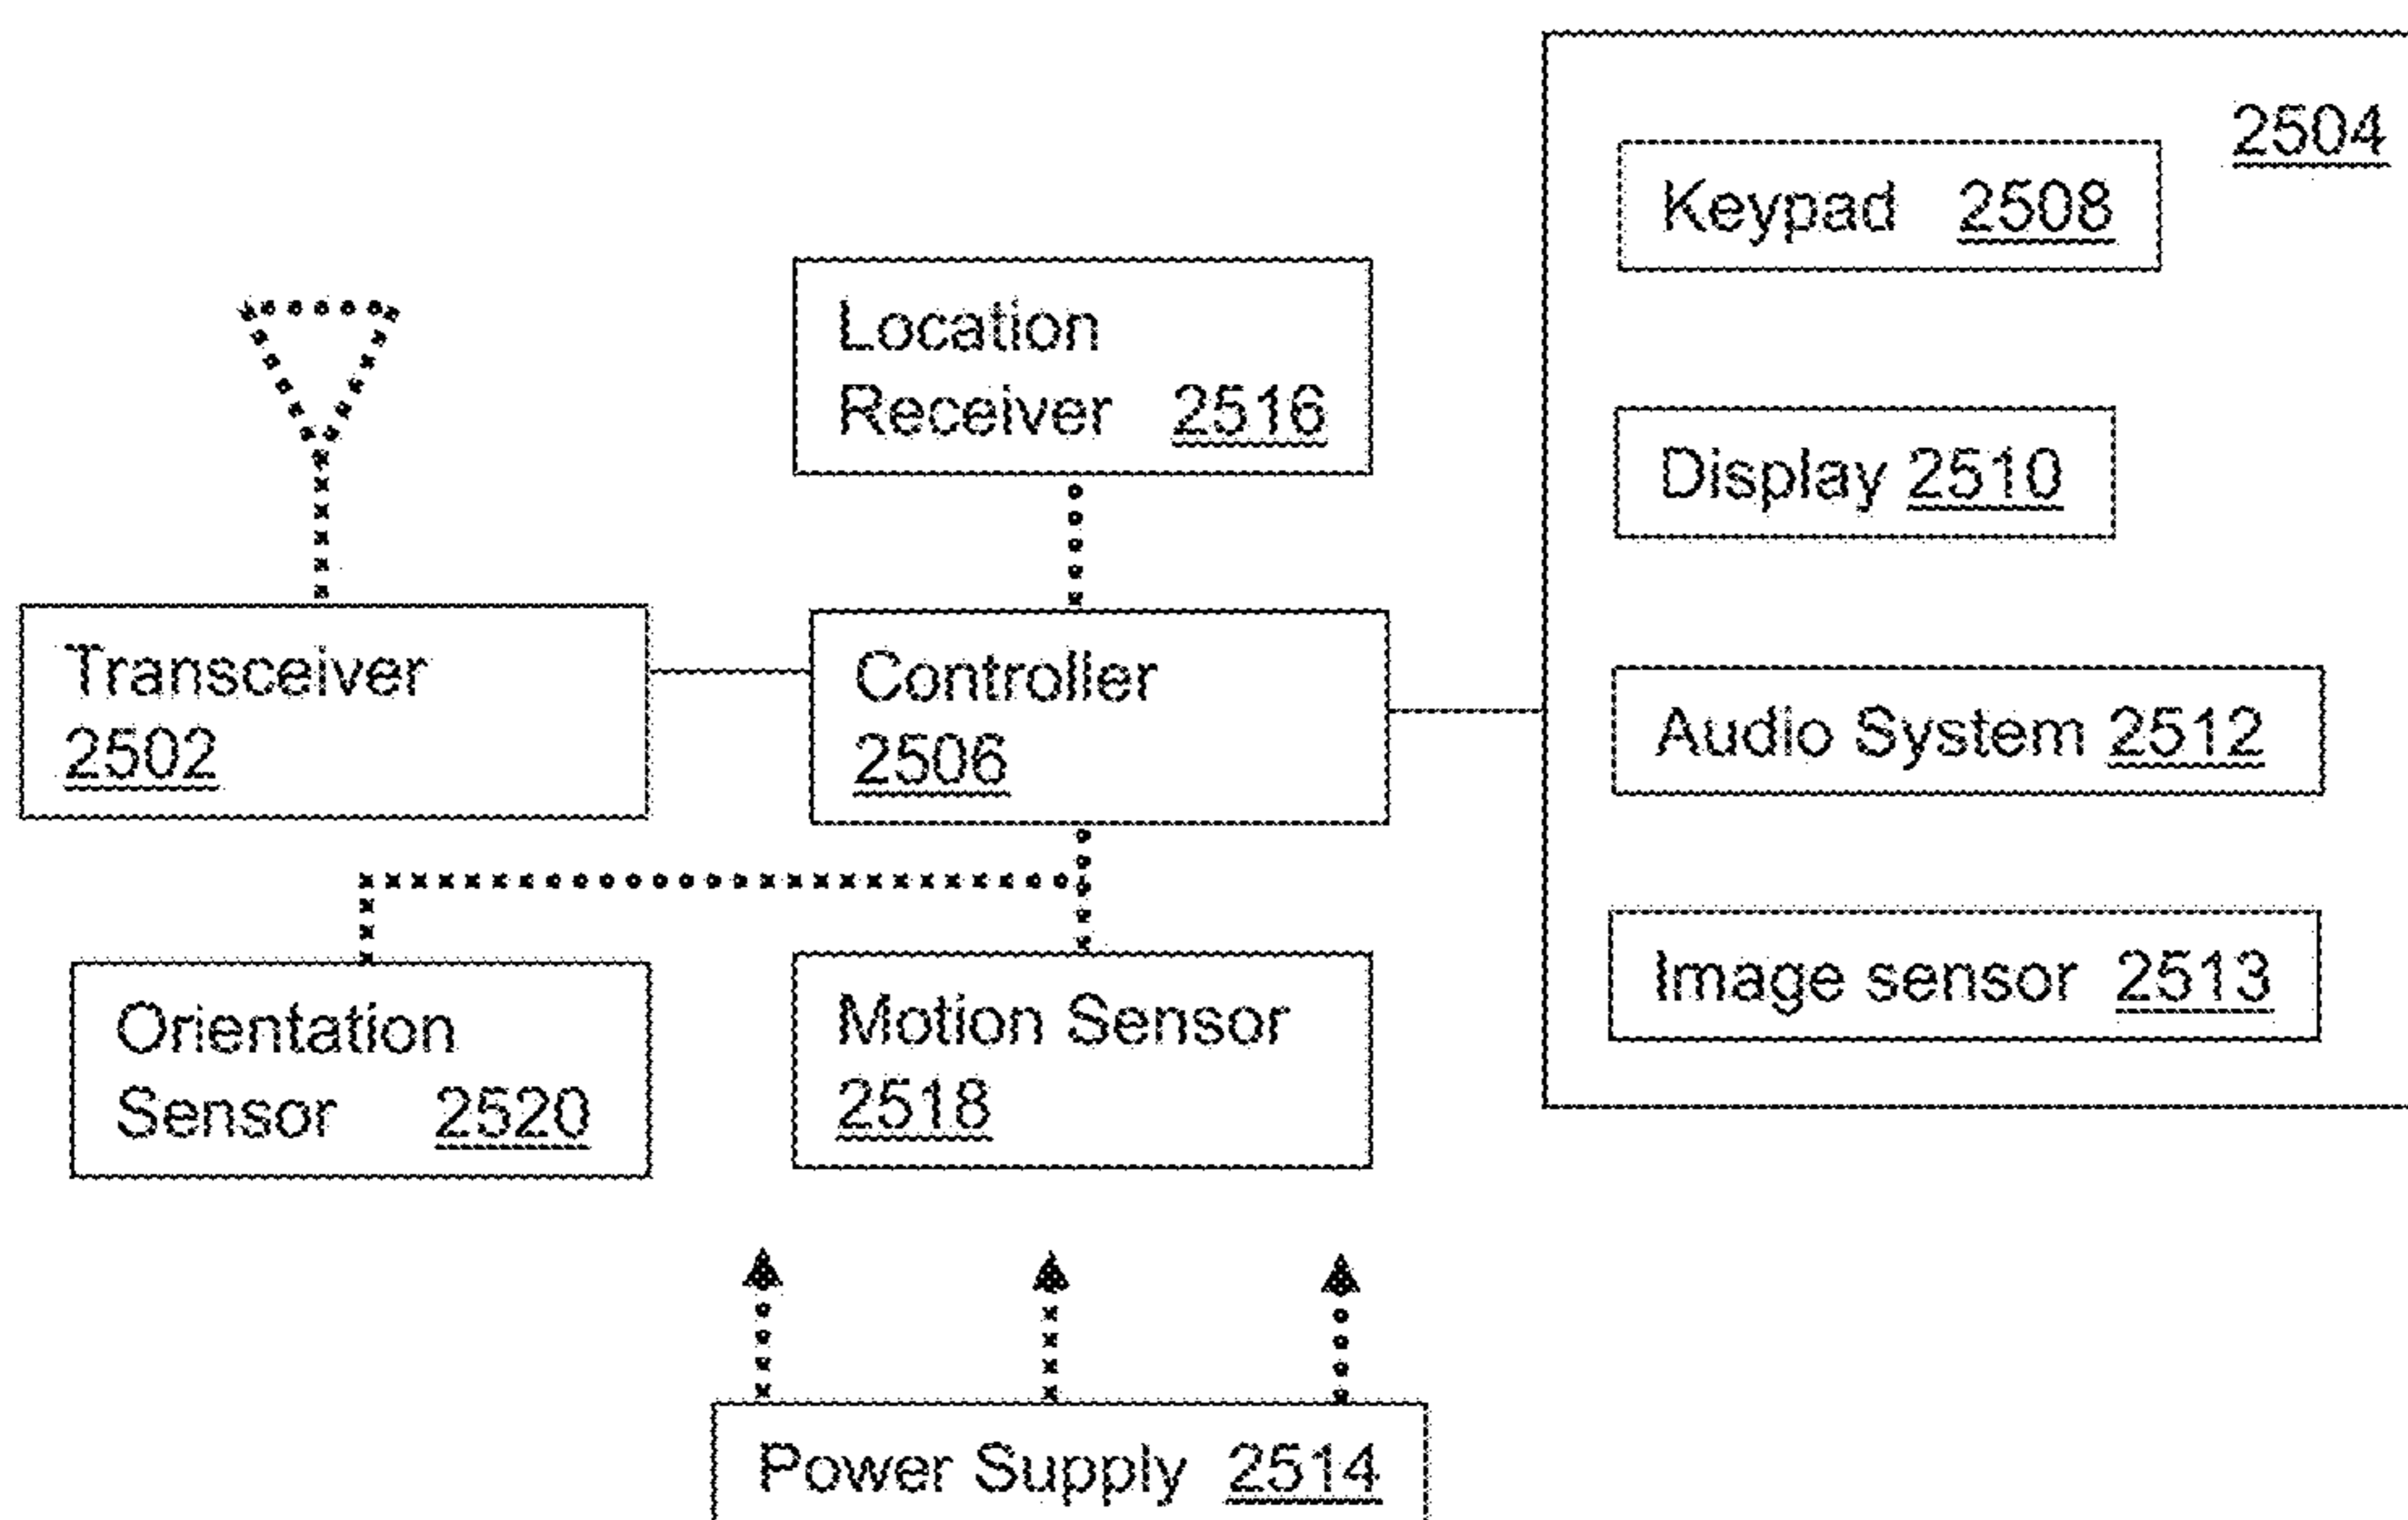 2504
Keypad 2508
Location
Receiver 2516
Display 2510
Transceiver
2502
Controller
2506
Audio System 2512
Image sensor 2513
Orientation
Sensor 2520
Motion Sensor
2518
Power Supply 2514